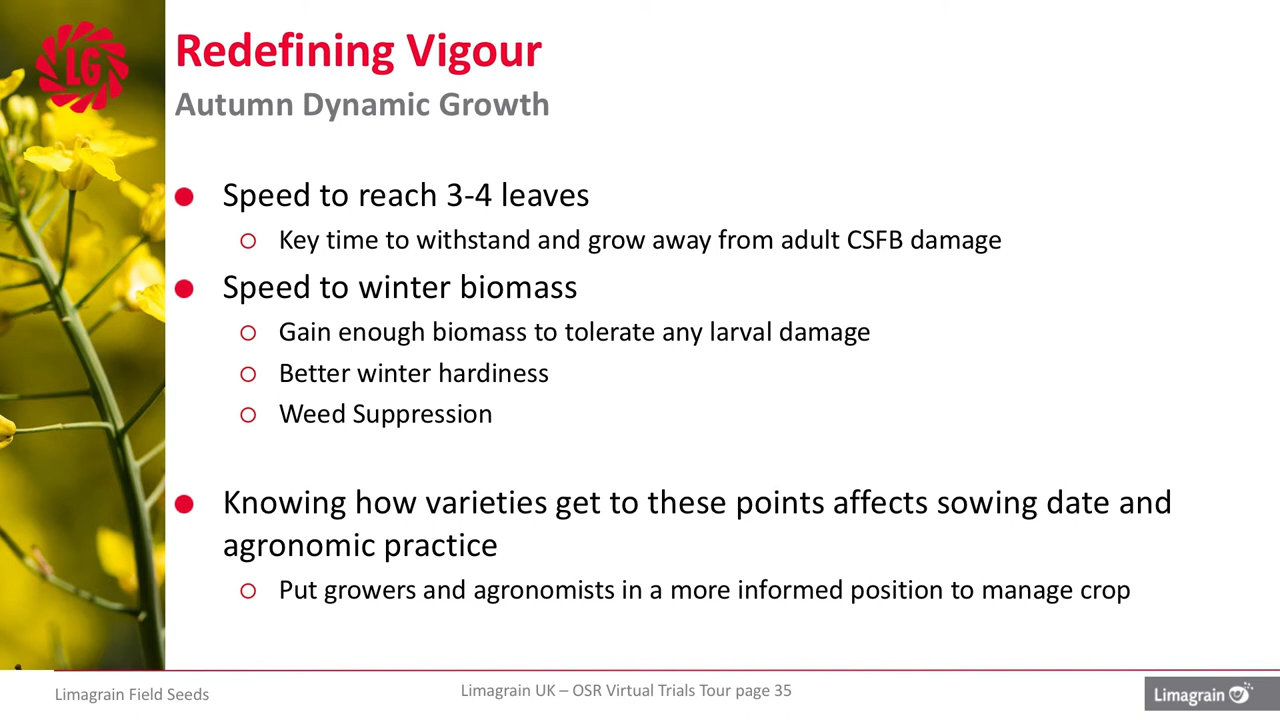 LG
Redefining Vigour
Autumn Dynamic Growth
Speed to reach 3-4 leaves
Key time to withstand and grow away from adult CSFB damage
Speed to winter biomass
Gain enough biomass to tolerate any larval damage
Better winter hardiness
Weed Suppression
Knowing how varieties get to these points affects sowing date and
agronomic practice
Put growers and agronomists in a more informed position to manage crop
Limagrain Field Seeds
Limagrain UK – OSR Virtual Trials Tour page 35
Limagrain